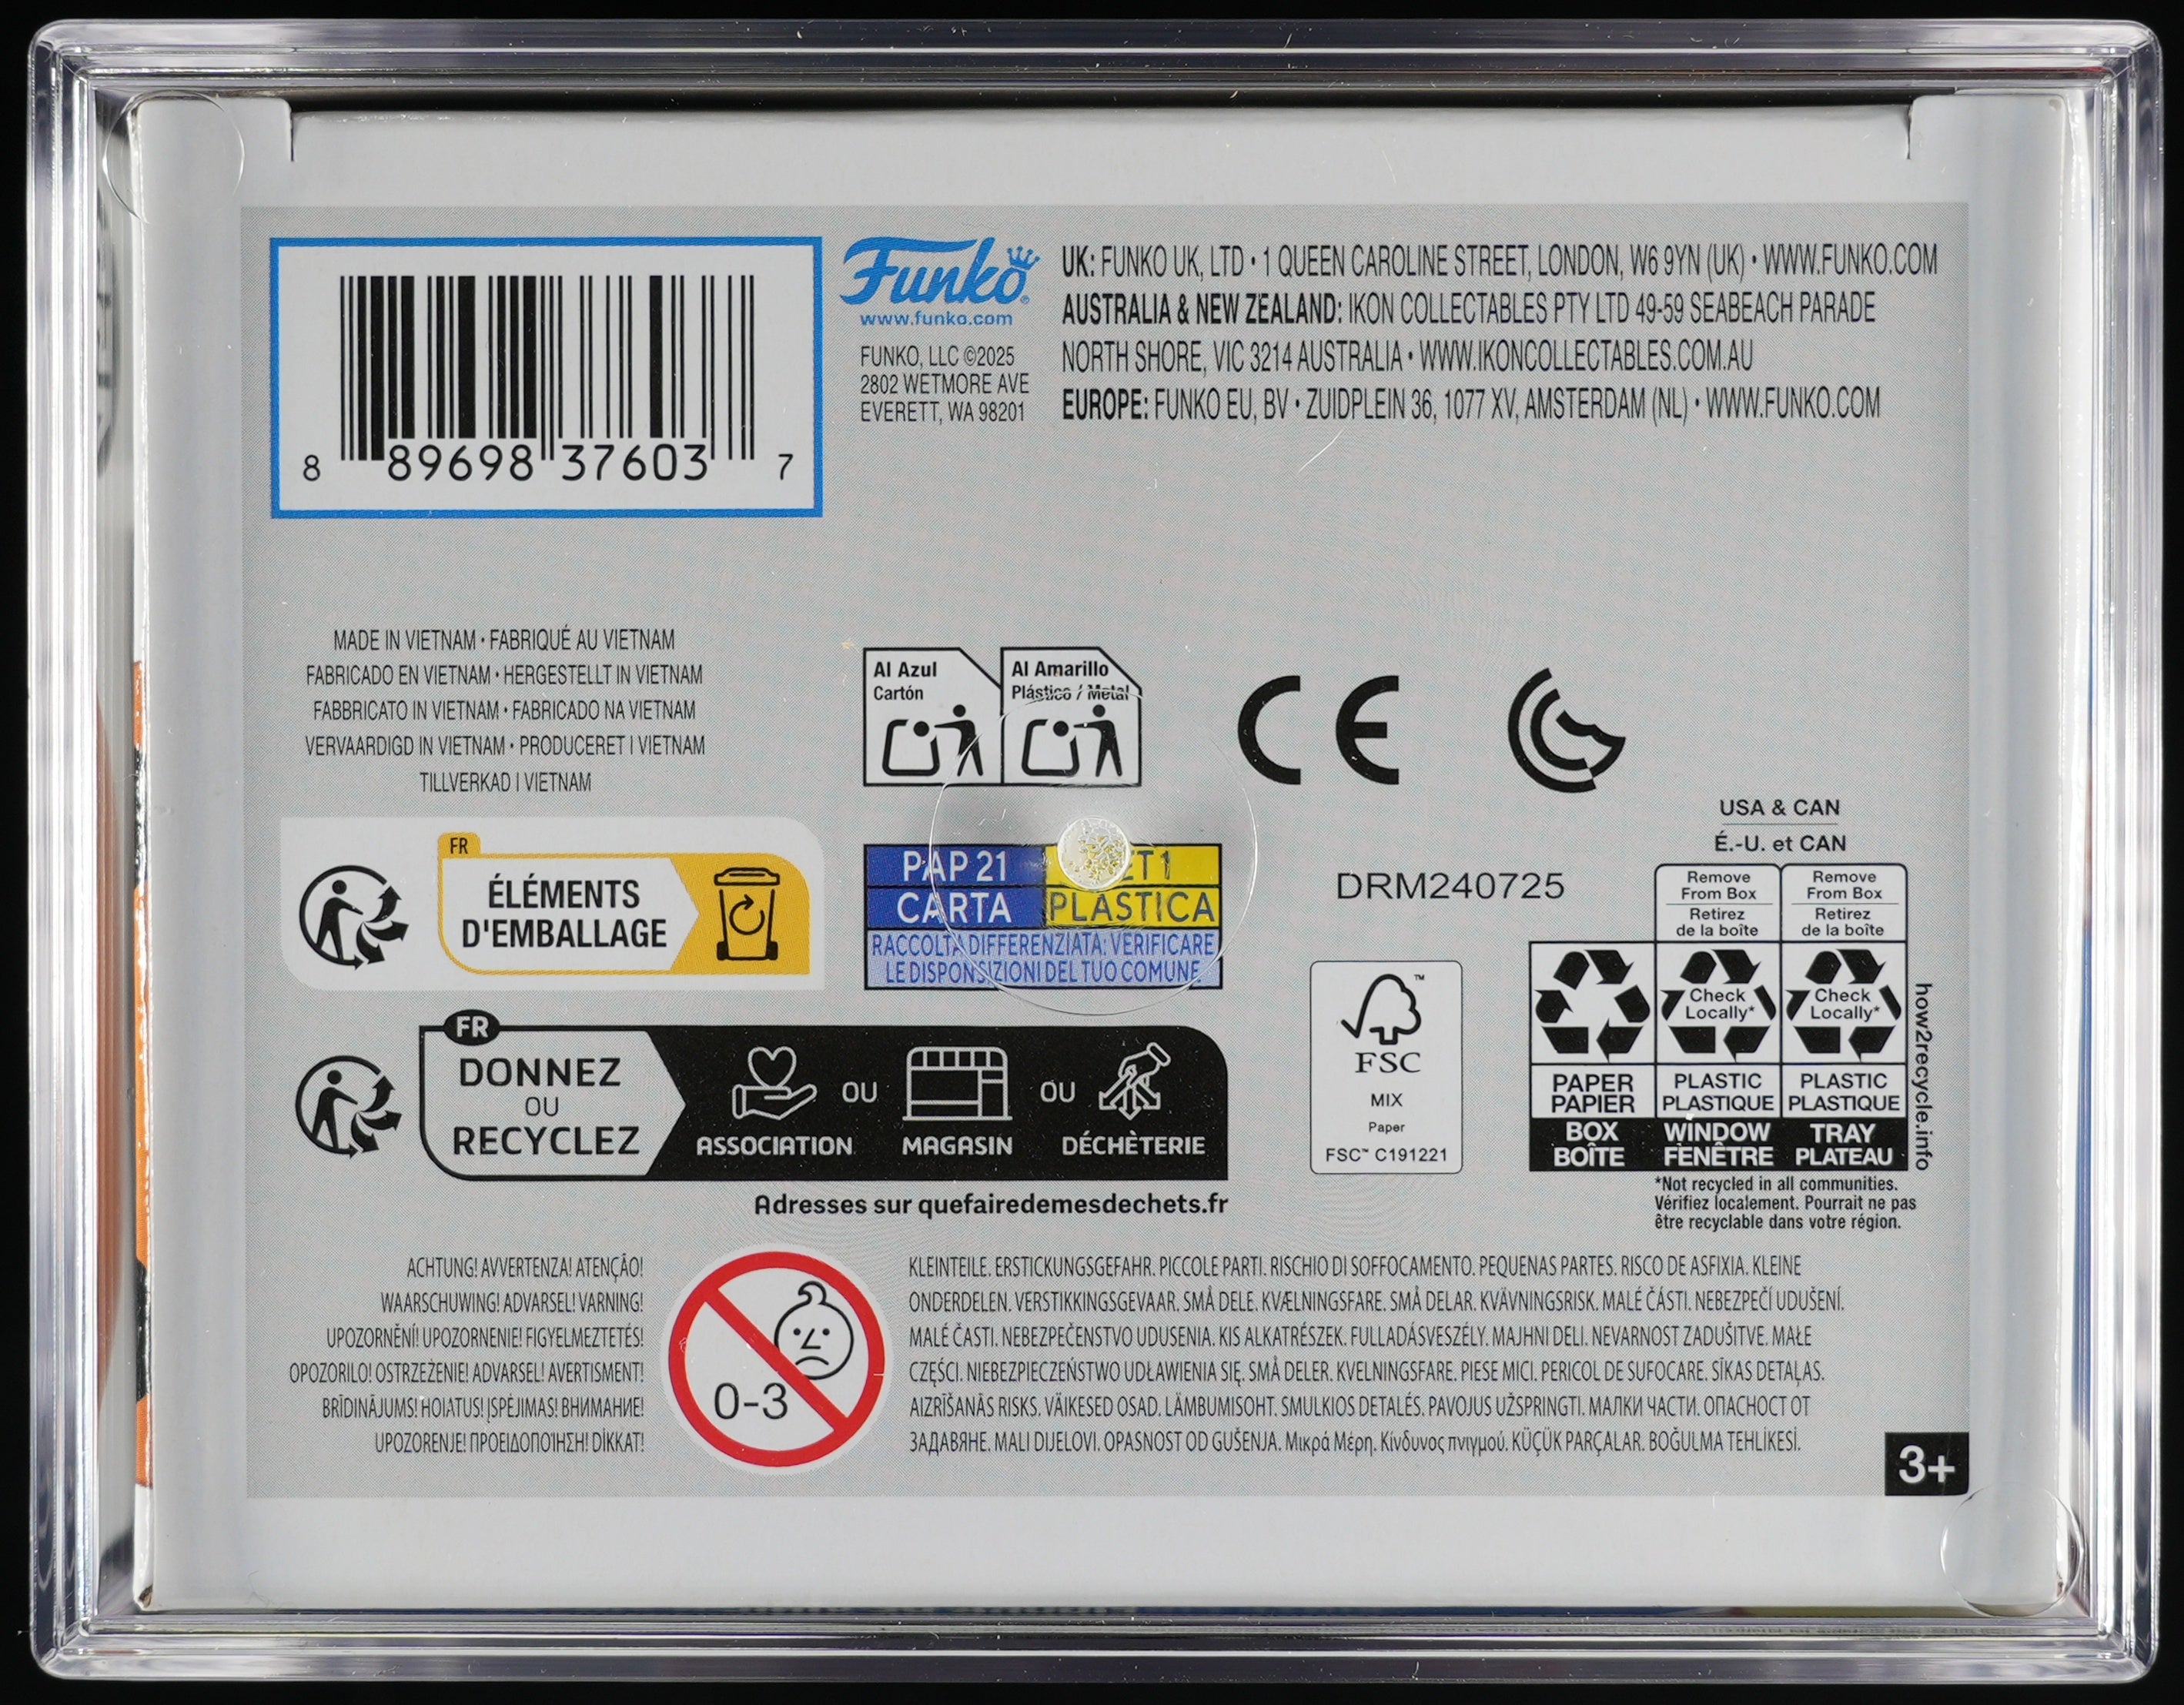 8 89698 37603 7
Funko
www.funko.com
FUNKO, LLC ©2025
2802 WETMORE AVE
EVERETT, WA 98201
UK: FUNKO UK, LTD • 1 QUEEN CAROLINE STREET, LONDON, W6 9YN (UK) • WWW.FUNKO.COM
AUSTRALIA & NEW ZEALAND: IKON COLLECTABLES PTY LTD 49-59 SEABEACH PARADE
NORTH SHORE, VIC 3214 AUSTRALIA • WWW.IKONCOLLECTABLES.COM.AU
EUROPE: FUNKO EU, BV • ZUIDPLEIN 36, 1077 XV, AMSTERDAM (NL) • WWW.FUNKO.COM
MADE IN VIETNAM • FABRIQUÉ AU VIETNAM
FABRICADO EN VIETNAM • HERGESTELLT IN VIETNAM
FABBRICATO IN VIETNAM • FABRICADO NA VIETNAM
VERVAARDIGD IN VIETNAM • PRODUCERET I VIETNAM
TILLVERKAD I VIETNAM
Al Azul
Cartón
Al Amarillo
Plástico / Metal
CE
FR
ÉLÉMENTS
D'EMBALLAGE
PAP 21
CARTA
ET 1
PLASTICA
RACCOLTA DIFFERENZIATA: VERIFICARE
LE DISPONSIZIONI DEL TUO COMUNE.
DRM240725
USA & CAN
É.-U. et CAN
Remove
From Box
Retirez
de la boîte
Remove
From Box
Retirez
de la boîte
Check
Locally*
Check
Locally*
PAPER
PAPIER
PLASTIC
PLASTIQUE
PLASTIC
PLASTIQUE
BOX
BOÎTE
WINDOW
FENÊTRE
TRAY
PLATEAU
how2recycle.info
*Not recycled in all communities.
Vérifiez localement. Pourrait ne pas
être recyclable dans votre région.
FSC
™
MIX
Paper
FSC™ C191221
FR
DONNEZ
OU
RECYCLEZ
ASSOCIATION
OU
MAGASIN
OU
DÉCHÈTERIE
Adresses sur quefairedemesdechets.fr
ACHTUNG! AVVERTENZA! ATENÇÃO!
WAARSCHUWING! ADVARSEL! VARNING!
UPOZORNĚNÍ! UPOZORNENIE! FIGYELMEZTETÉS!
OPOZORILO! OSTRZEŻENIE! ADVARSEL! AVERTISMENT!
BRĪDINĀJUMS! HOIATUS! ĮSPĖJIMAS! ВНИМАНИЕ!
UPOZORENJE! ΠΡΟΕΙΔΟΠΟΊΗΣΗ! DİKKAT!
0-3
KLEINTEILE. ERSTICKUNGSGEFAHR. PICCOLE PARTI. RISCHIO DI SOFFOCAMENTO. PEQUENAS PARTES. RISCO DE ASFIXIA. KLEINE
ONDERDELEN. VERSTIKKINGSGEVAAR. SMÅ DELE. KVÆLNINGSFARE. SMÅ DELAR. KVÄVNINGSRISK. MALÉ ČÁSTI. NEBEZPEČÍ UDUŠENÍ.
MALÉ ČASTI. NEBEZPEČENSTVO UDUSENIA. KIS ALKATRÉSZEK. FULLADÁSVESZÉLY. MAJHNI DELI. NEVARNOST ZADUŠITVE. MAŁE
CZĘŚCI. NIEBEZPIECZEŃSTWO UDŁAWIENIA SIĘ. SMÅ DELER. KVELNINGSFARE. PIESE MICI. PERICOL DE SUFOCARE. SĪKAS DETAĻAS.
AIZRĪŠANĀS RISKS. VÄIKESED OSAD. LÄMBUMISOHT. SMULKIOS DETALĖS. PAVOJUS UŽSPRINGTI. МАЛКИ ЧАСТИ. ОПАСНОСТ ОТ
ЗАДАВЯНЕ. MALI DIJELOVI. OPASNOST OD GUŠENJA. Μικρά Μέρη. Κίνδυνος πνιγμού. KÜÇÜK PARÇALAR. BOĞULMA TEHLİKESİ.
3+